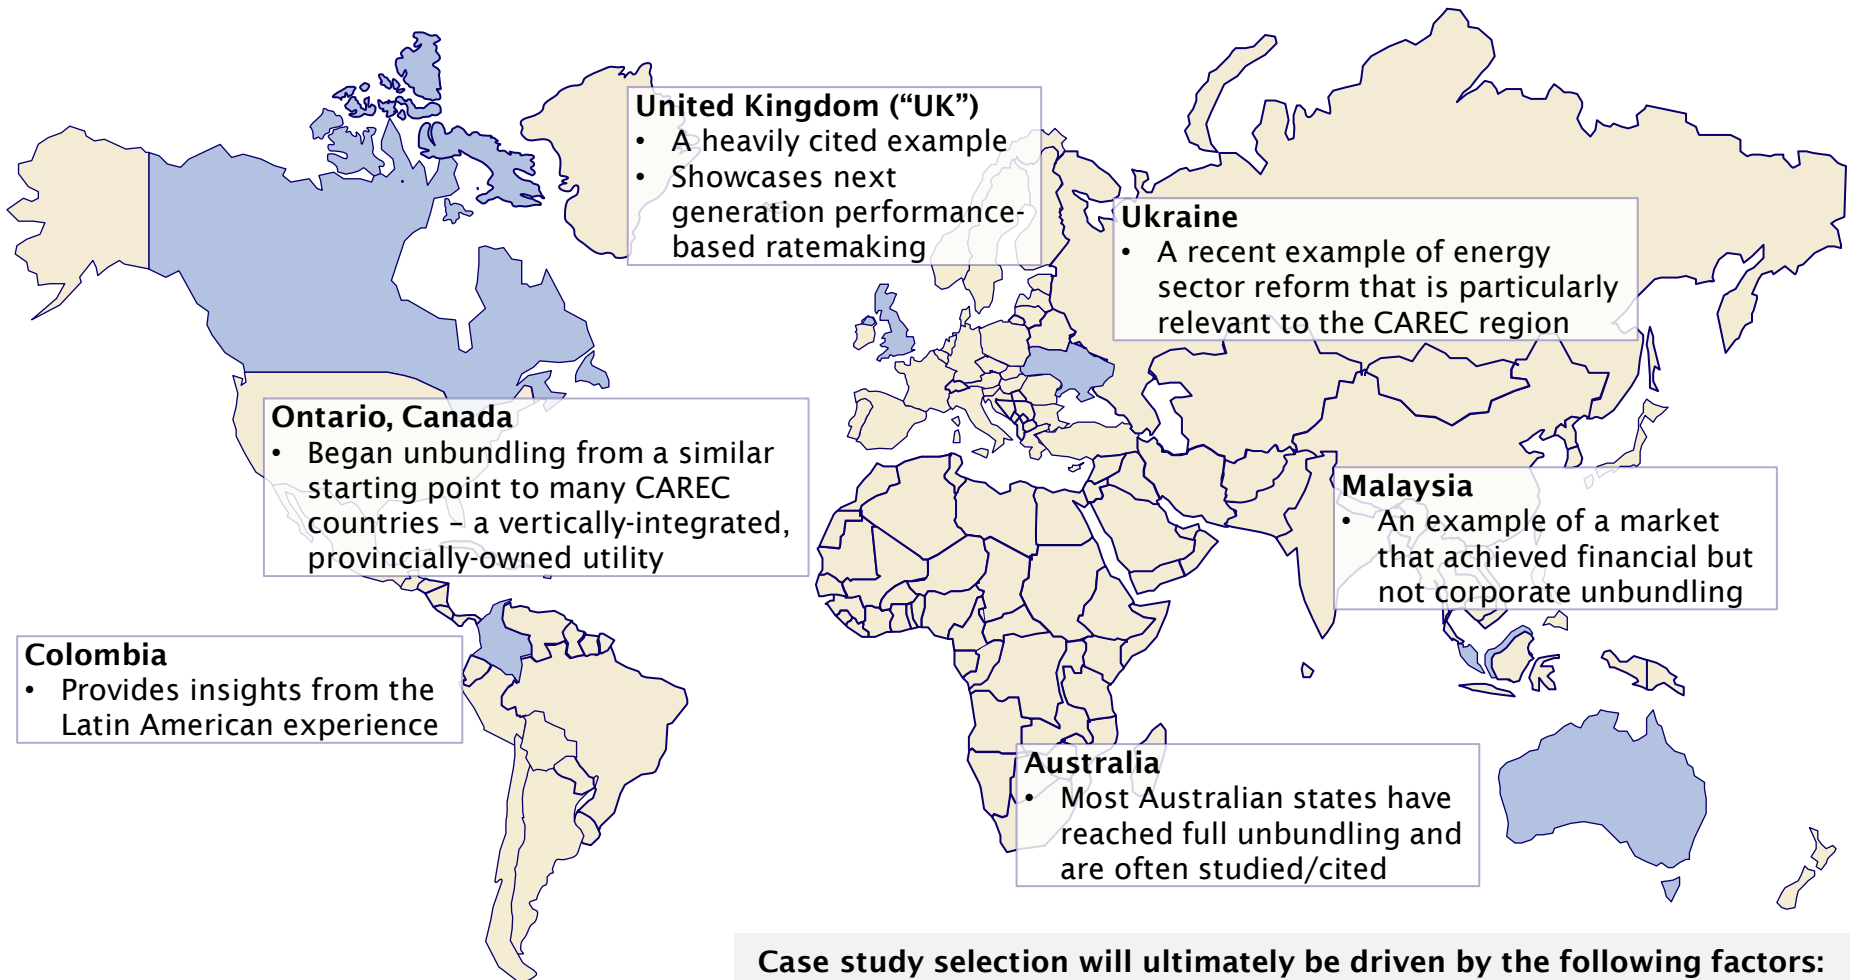 United Kingdom (“UK”)
• A heavily cited example
• Showcases next
generation performance-
based ratemaking
Ukraine
• A recent example of energy
sector reform that is particularly
relevant to the CAREC region
Ontario, Canada
• Began unbundling from a similar
starting point to many CAREC
countries – a vertically-integrated,
provincially-owned utility
Malaysia
• An example of a market
that achieved financial but
not corporate unbundling
Colombia
• Provides insights from the
Latin American experience
Australia
• Most Australian states have
reached full unbundling and
are often studied/cited
Case study selection will ultimately be driven by the following factors: